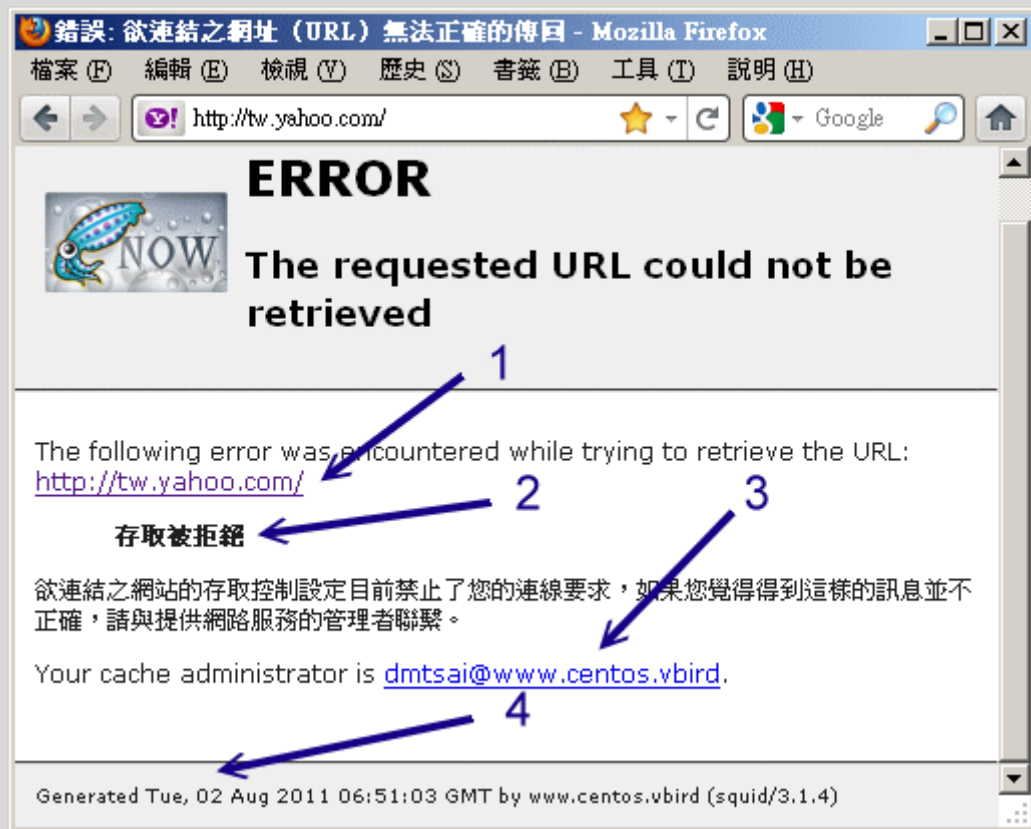 錯誤: 欲連結之網址（URL）無法正確的傳回 - Mozilla Firefox
檔案(F) 編輯(E) 檢視(V) 歷史(S) 書籤(B) 工具(T) 說明(H)
http://tw.yahoo.com/ Google
ERROR
NOW
The requested URL could not be
retrieved
1
The following error was encountered while trying to retrieve the URL:
http://tw.yahoo.com/
2
3
存取被拒絕
欲連結之網站的存取控制設定目前禁止了您的連線要求，如果您覺得得到這樣的訊息並不
正確，請與提供網路服務的管理者聯繫。
Your cache administrator is dmtsai@www.centos.vbird.
4
Generated Tue, 02 Aug 2011 06:51:03 GMT by www.centos.vbird (squid/3.1.4)